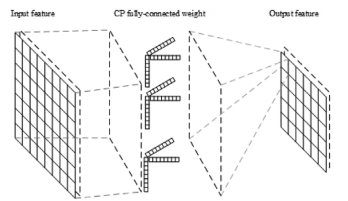 Input feature
CP fully-connected weight
Output feature